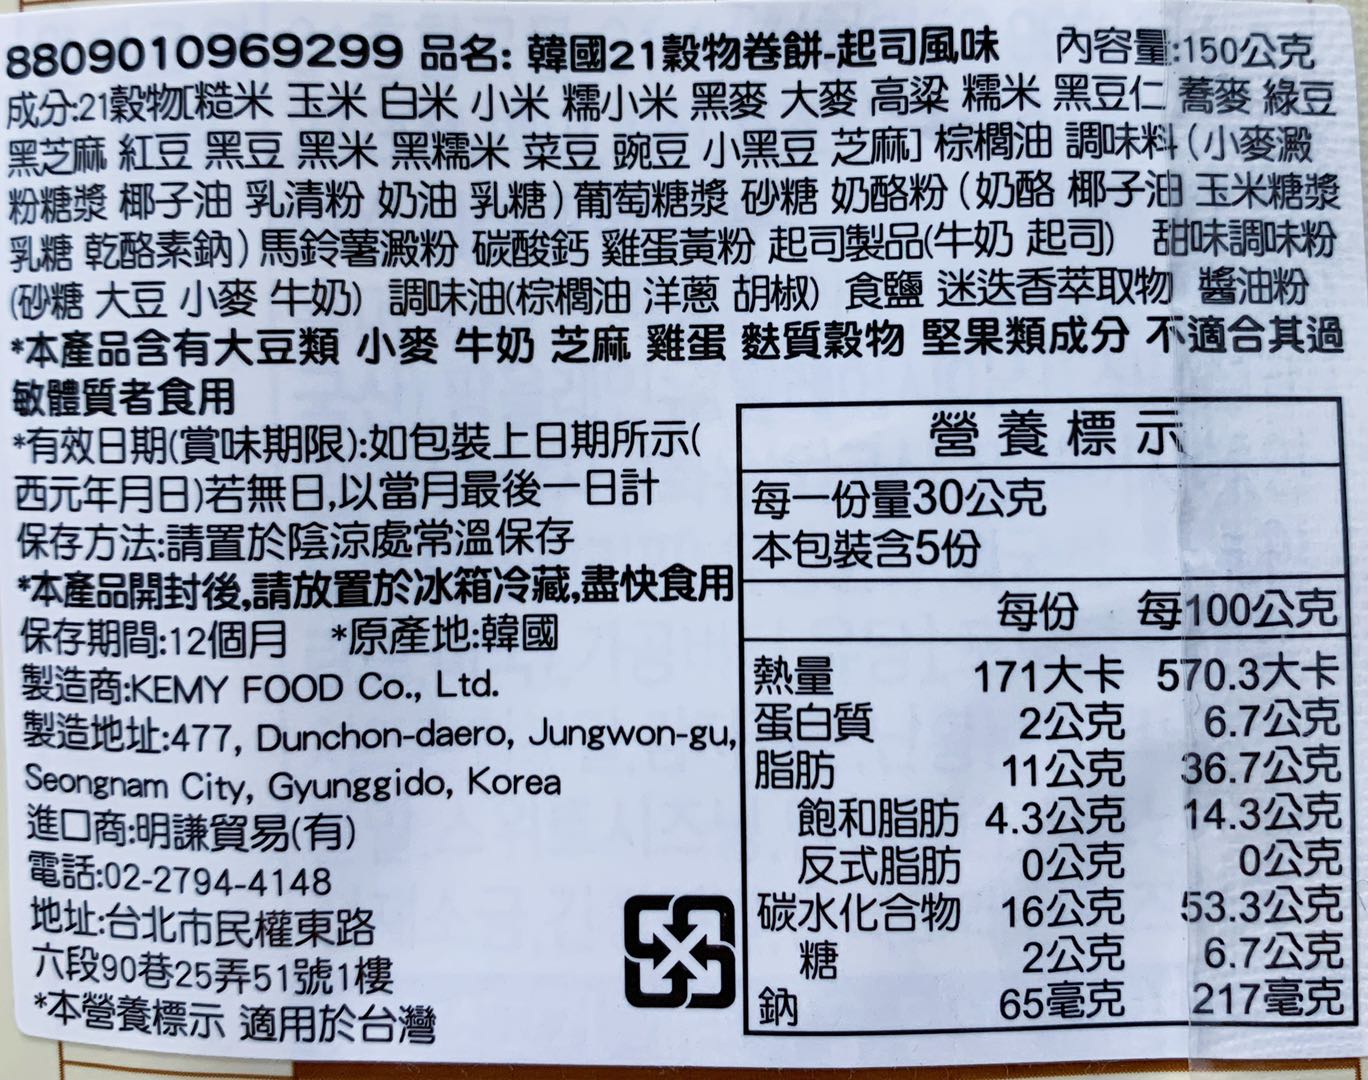 8809010969299 品名: 韓國21穀物卷餅-起司風味 內容量:150公克
成分:21穀物[糙米 玉米 白米 小米 糯小米 黑麥 大麥 高粱 糯米 黑豆仁 蕎麥 綠豆
黑芝麻 紅豆 黑豆 黑米 黑糯米 菜豆 豌豆 小黑豆 芝麻] 棕櫚油 調味料(小麥澱
粉糖漿 椰子油 乳清粉 奶油 乳糖)葡萄糖漿 砂糖 奶酪粉(奶酪 椰子油 玉米糖漿
乳糖 乾酪素鈉)馬鈴薯澱粉 碳酸鈣 雞蛋黃粉 起司製品(牛奶 起司) 甜味調味粉
(砂糖 大豆 小麥 牛奶) 調味油(棕櫚油 洋蔥 胡椒) 食鹽 迷迭香萃取物 醬油粉
*本產品含有大豆類 小麥 牛奶 芝麻 雞蛋 麩質穀物 堅果類成分 不適合其過
敏體質者食用
*有效日期(賞味期限):如包裝上日期所示(
西元年月日)若無日,以當月最後一日計
保存方法:請置於陰涼處常溫保存
*本產品開封後,請放置於冰箱冷藏,盡快食用
保存期間:12個月 *原產地:韓國
製造商:KEMY FOOD Co., Ltd.
製造地址:477, Dunchon-daero, Jungwon-gu,
Seongnam City, Gyunggido, Korea
進口商:明謙貿易(有)
電話:02-2794-4148
地址:台北市民權東路
六段90巷25弄51號1樓
*本營養標示 適用於台灣
營養標示
每一份量30公克
本包裝含5份
每份 每100公克
熱量 171大卡 570.3大卡
蛋白質 2公克 6.7公克
脂肪 11公克 36.7公克
飽和脂肪 4.3公克 14.3公克
反式脂肪 0公克 0公克
碳水化合物 16公克 53.3公克
糖 2公克 6.7公克
鈉 65毫克 217毫克